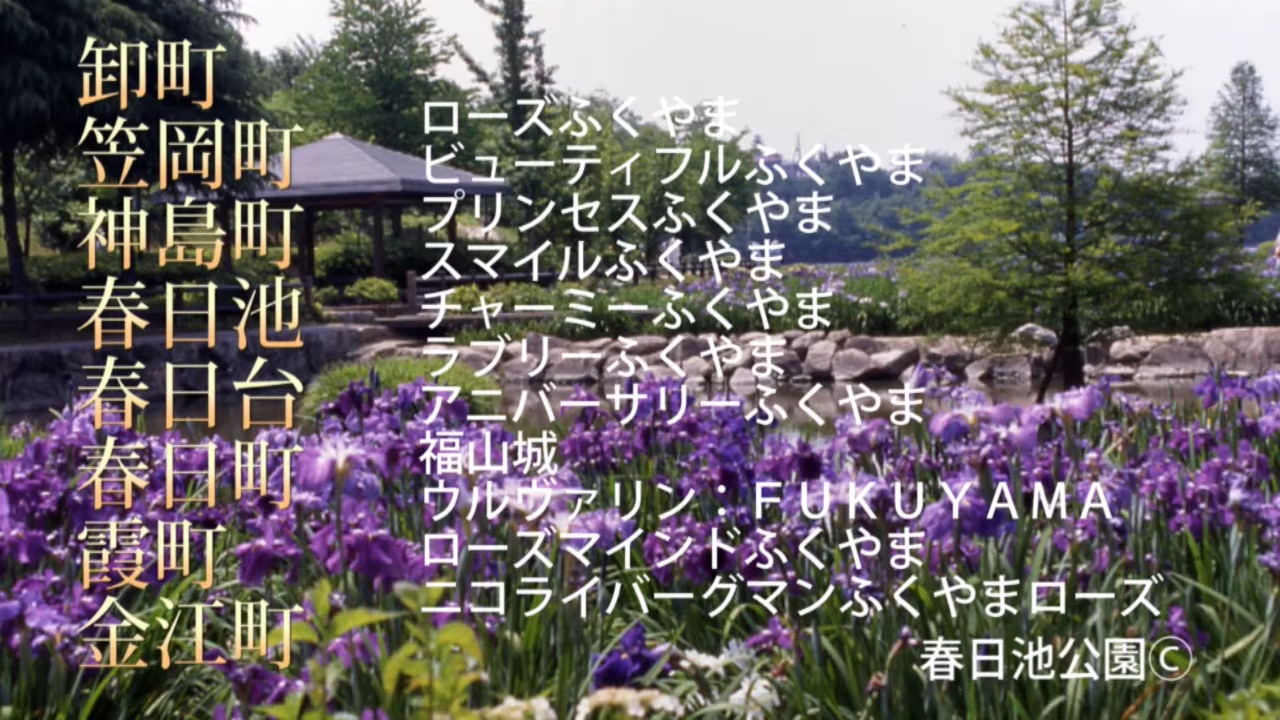 卸町
笠岡町
神島町
春日池
春日台
春日町
霞町
金江町
ローズふくやま
ビューティフルふくやま
プリンセスふくやま
スマイルふくやま
チャーミーふくやま
ラブリーふくやま
アニバーサリーふくやま
福山城
ウルヴァリン：ＦＵＫＵＹＡＭＡ
ローズマインドふくやま
ニコライバーグマンふくやまローズ
春日池公園Ⓒ